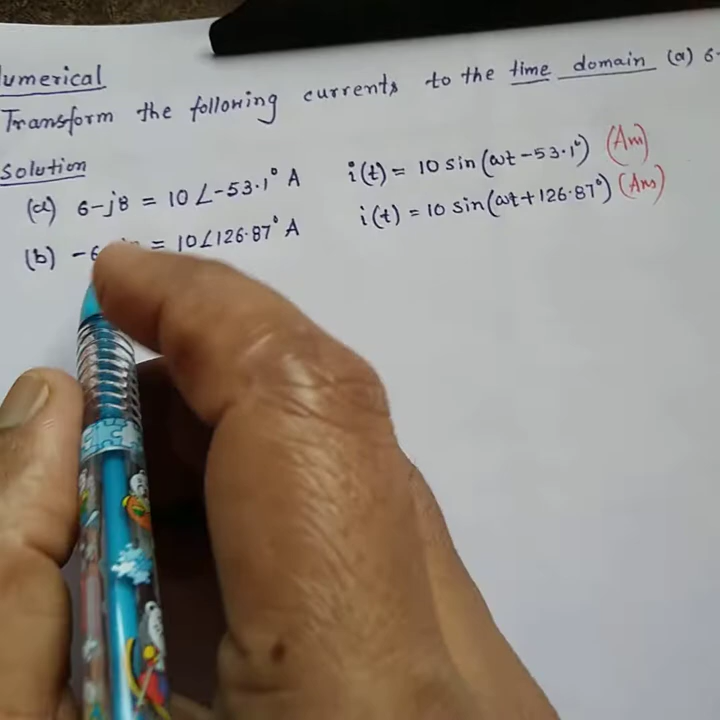 umerical
Transform the following currents to the time domain (a) 6-
Solution
(a) 6-j8 = 10∠-53.1° A i(t) = 10 sin(ωt-53.1°) (Ans)
(b) -6 = 10∠126.87° A i(t) = 10 sin(ωt+126.87°) (Ans)